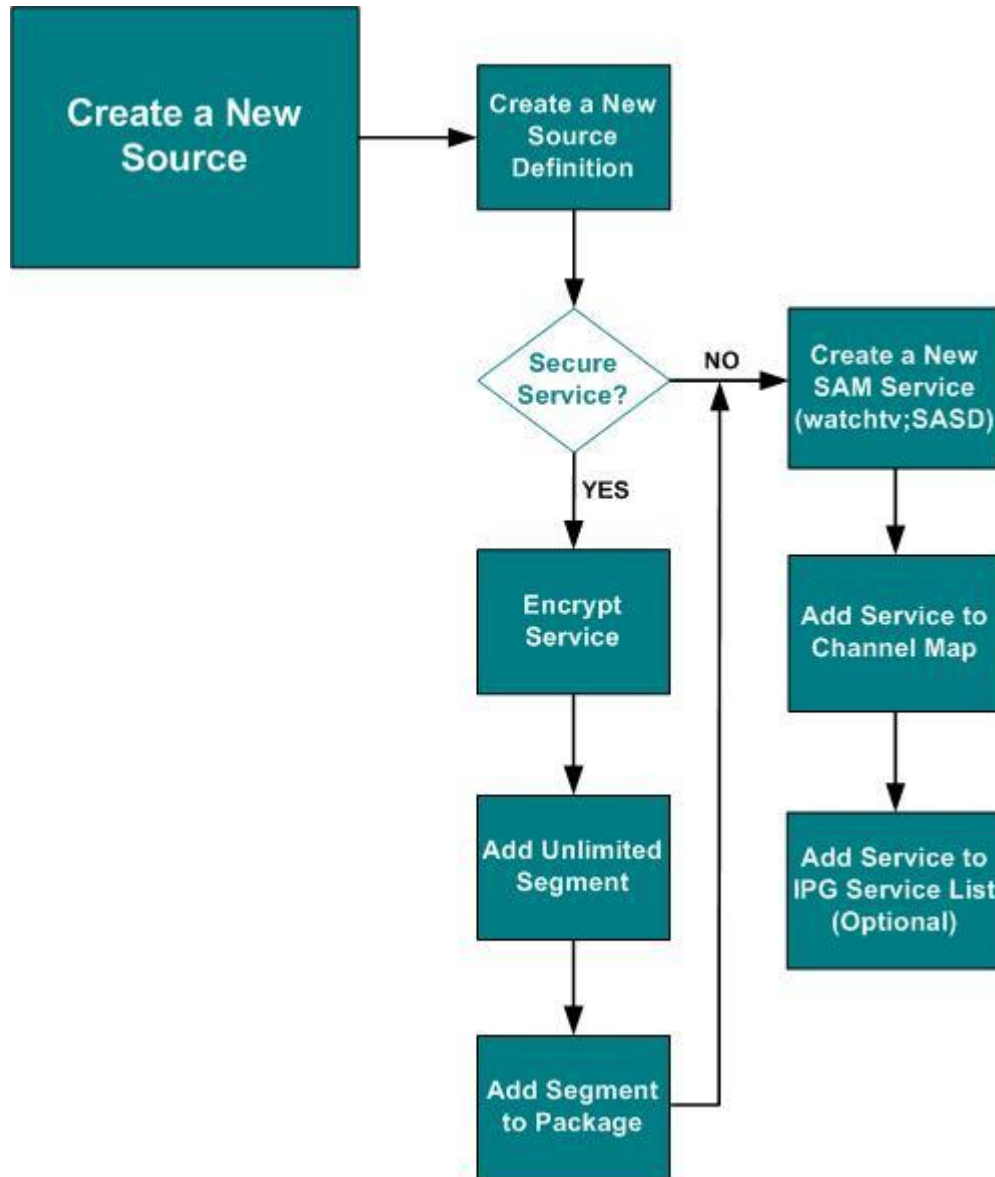 Create a New
Source
Create a New
Source
Definition
Secure
Service?
NO
YES
Encrypt
Service
Add Unlimited
Segment
Add Segment
to Package
Create a New
SAM Service
(watchtv;SASD)
Add Service to
Channel Map
Add Service to
IPG Service List
(Optional)